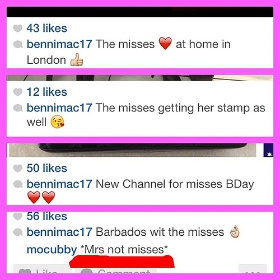 43 likes
bennimac17 The misses ❤️ at home in
London 👍
12 likes
bennimac17 The misses getting her stamp as
well 😘
50 likes
bennimac17 New Channel for misses BDay
❤️❤️
56 likes
bennimac17 Barbados wit the misses 👌
mocubby *Mrs not misses*
Like Comment